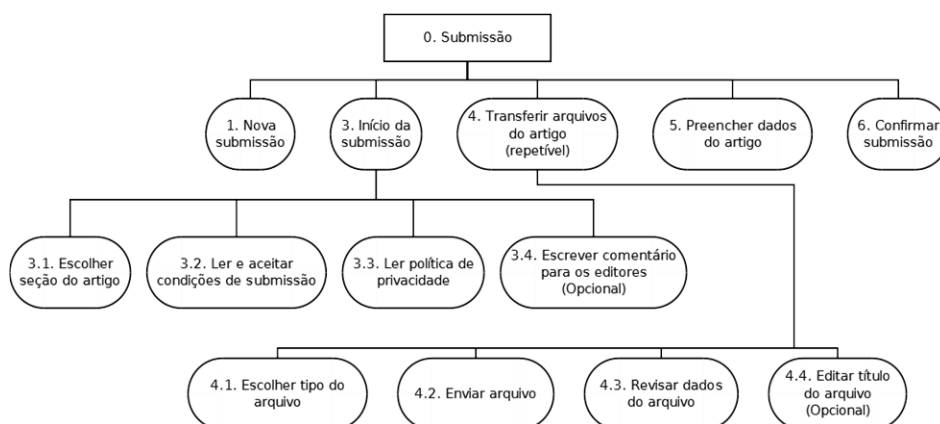 0. Submissão
1. Nova
submissão
3. Início da
submissão
4. Transferir arquivos
do artigo
(repetível)
5. Preencher dados
do artigo
6. Confirmar
submissão
3.1. Escolher
seção do artigo
3.2. Ler e aceitar
condições de submissão
3.3. Ler política de
privacidade
3.4. Escrever comentário
para os editores
(Opcional)
4.1. Escolher tipo do
arquivo
4.2. Enviar arquivo
4.3. Revisar dados
do arquivo
4.4. Editar título
do arquivo
(Opcional)